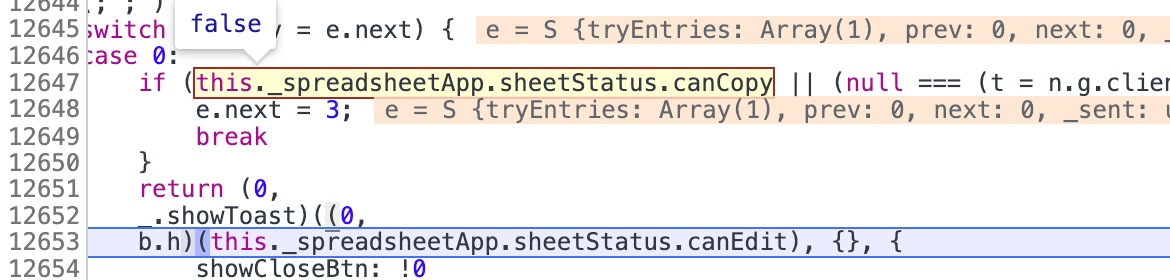 12644 ; ; )
false
12645 switch = e.next) { e = S {tryEntries: Array(1), prev: 0, next: 0, _
12646 case 0:
12647 if (this._spreadsheetApp.sheetStatus.canCopy || (null === (t = n.g.clien
12648 e.next = 3; e = S {tryEntries: Array(1), prev: 0, next: 0, _sent: u
12649 break
12650 }
12651 return (0,
12652 _.showToast)((0,
12653 b.h)(this._spreadsheetApp.sheetStatus.canEdit), {}, {
12654 showCloseBtn: !0